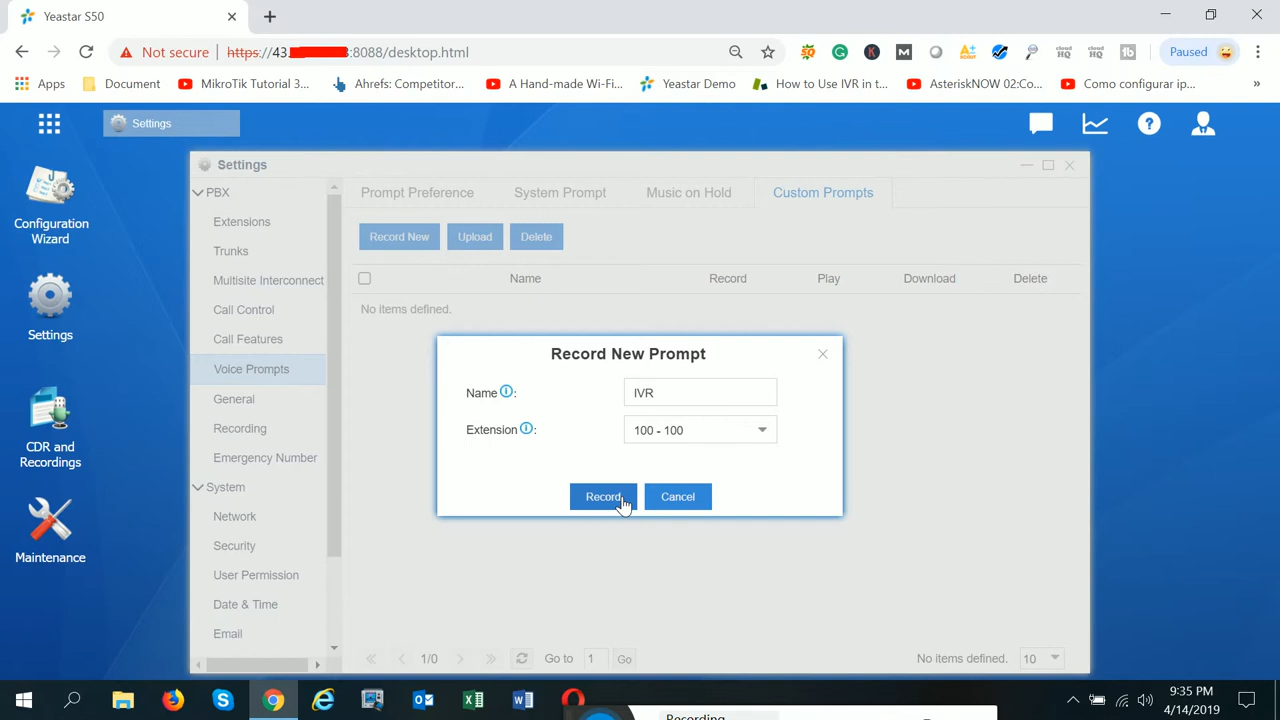 Yeastar S50
Not secure
https://43.
:8088/desktop.html
Paused
Apps
Document
MikroTik Tutorial 3...
Ahrefs: Competitor...
A Hand-made Wi-Fi...
Yeastar Demo
How to Use IVR in t...
AsteriskNOW 02:Co...
Como configurar ip...
Settings
Configuration
Wizard
Settings
CDR and
Recordings
Maintenance
Settings
PBX
Extensions
Trunks
Multisite Interconnect
Call Control
Call Features
Voice Prompts
General
Recording
Emergency Number
System
Network
Security
User Permission
Date & Time
Email
Prompt Preference
System Prompt
Music on Hold
Custom Prompts
Record New
Upload
Delete
Name
Record
Play
Download
Delete
No items defined.
Record New Prompt
Name :
IVR
Extension :
100 - 100
Record
Cancel
1/0
Go to
1
Go
No items defined.
10
Recording
9:35 PM
4/14/2019